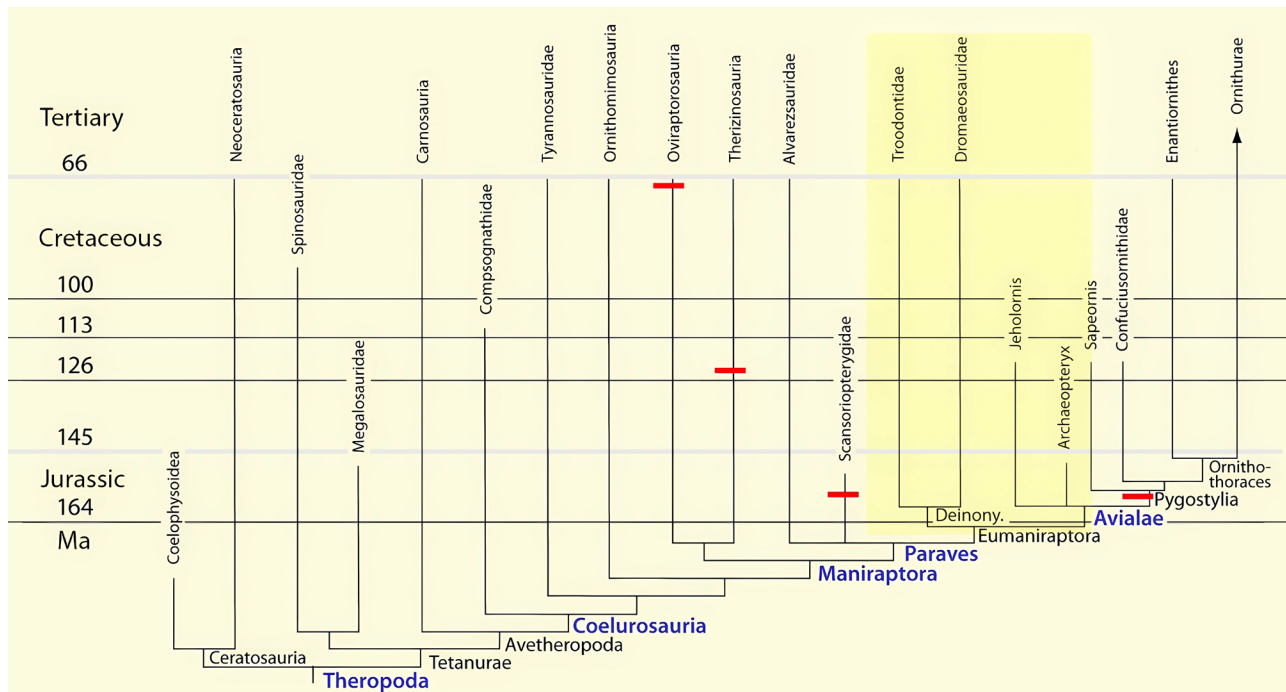 Neoceratosauria
Carnosauria
Tyrannosauridae
Ornithomimosauria
Oviraptorosauria
Therizinosauria
Alvarezsauridae
Troodontidae
Dromaeosauridae
Enantiornithes
Ornithurae
Tertiary
66
Spinosauridae
Compsognathidae
Cretaceous
100
Jeholornis
Sapeornis
Confuciusornithidae
113
Megalosauridae
Scansoriopterygidae
126
Archaeopteryx
145
Jurassic
Ornitho-
thoraces
164
Pygostylia
Coelophysoidea
Deinony.
Avialae
Ma
Eumaniraptora
Paraves
Maniraptora
Coelurosauria
Avetheropoda
Ceratosauria
Tetanurae
Theropoda